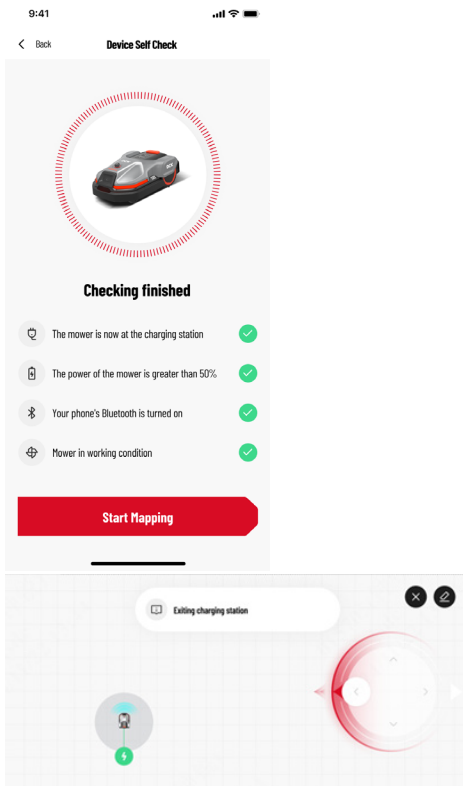 9:41
Back
Device Self Check
Checking finished
The mower is now at the charging station
The power of the mower is greater than 50%
Your phone's Bluetooth is turned on
Mower in working condition
Start Mapping
Exiting charging station